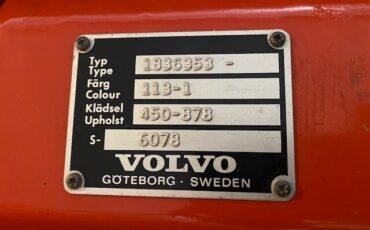 Typ
Type 1836353 -
Färg
Colour 113-1
Klädsel
Upholst 450-878
S- 6078
VOLVO
GÖTEBORG - SWEDEN